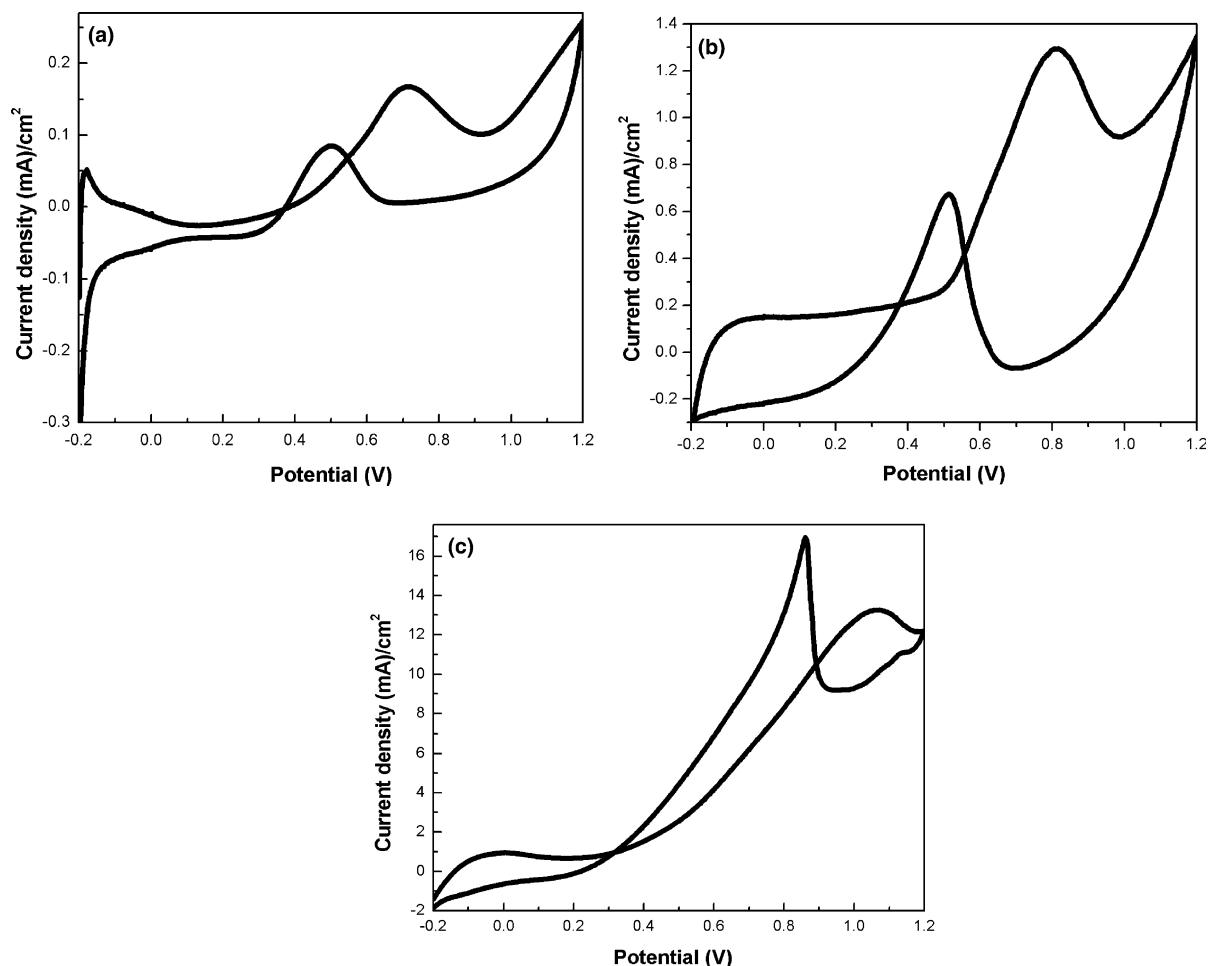 (a)
Current density (mA)/cm²
0.2
0.1
0.0
-0.1
-0.2
-0.3
-0.2 0.0 0.2 0.4 0.6 0.8 1.0 1.2
Potential (V)
(b)
Current density (mA)/cm²
1.4
1.2
1.0
0.8
0.6
0.4
0.2
0.0
-0.2
-0.2 0.0 0.2 0.4 0.6 0.8 1.0 1.2
Potential (V)
(c)
Current density (mA)/cm²
16
14
12
10
8
6
4
2
0
-2
-0.2 0.0 0.2 0.4 0.6 0.8 1.0 1.2
Potential (V)